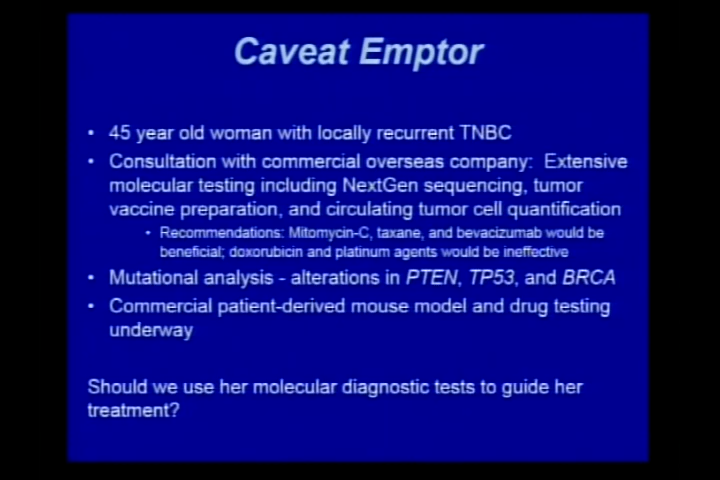 Caveat Emptor
• 45 year old woman with locally recurrent TNBC
• Consultation with commercial overseas company: Extensive
molecular testing including NextGen sequencing, tumor
vaccine preparation, and circulating tumor cell quantification
• Recommendations: Mitomycin-C, taxane, and bevacizumab would be
beneficial; doxorubicin and platinum agents would be ineffective
• Mutational analysis - alterations in PTEN, TP53, and BRCA
• Commercial patient-derived mouse model and drug testing
underway
Should we use her molecular diagnostic tests to guide her
treatment?